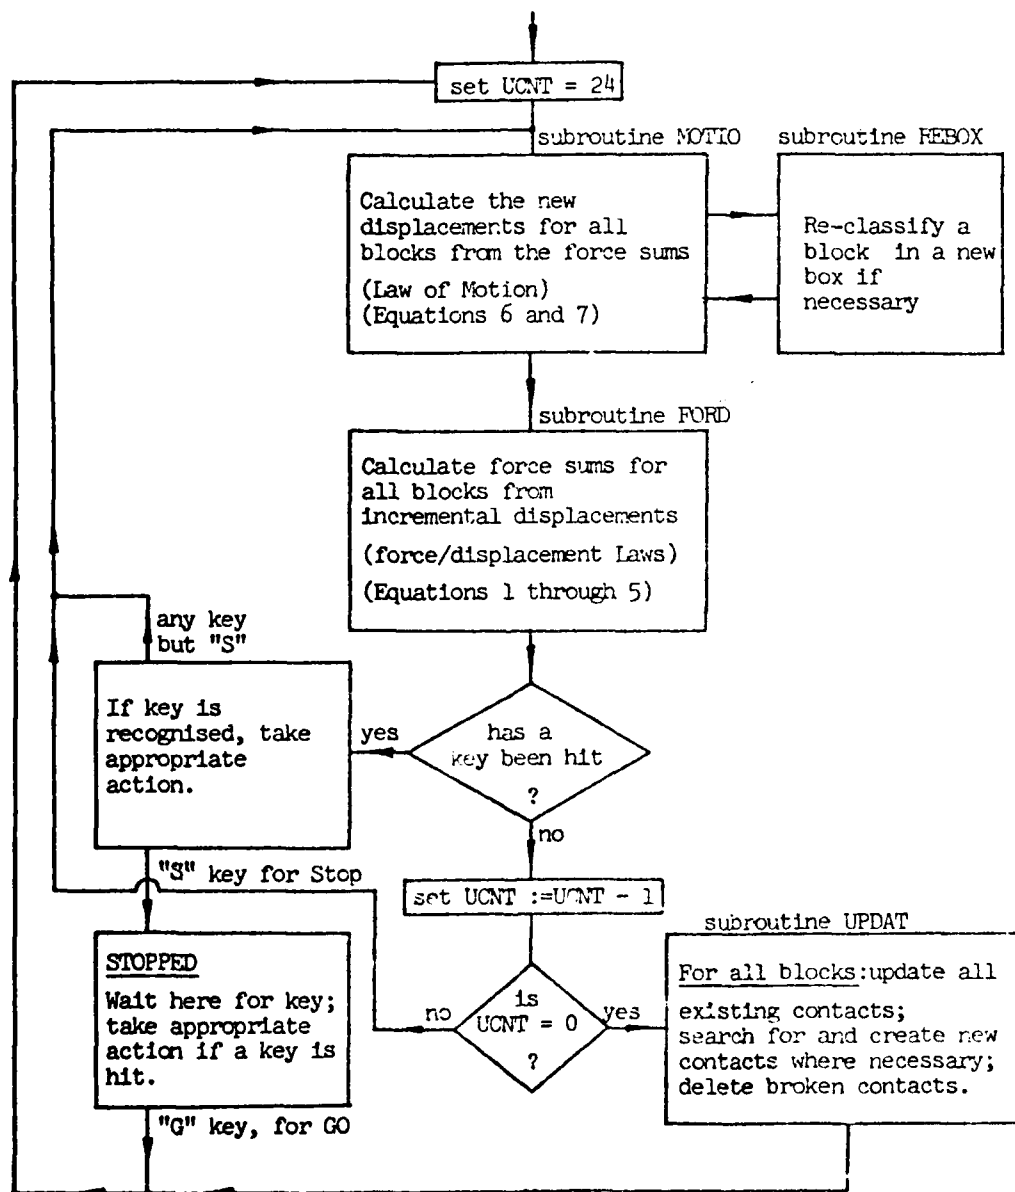 set UCNT = 24
subroutine MOTIO
subroutine REBOX
Calculate the new
displacements for all
blocks from the force sums
(Law of Motion)
(Equations 6 and 7)
Re-classify a
block in a new
box if
necessary
subroutine FORD
Calculate force sums for
all blocks from
incremental displacements
(force/displacement Laws)
(Equations 1 through 5)
any key
but "S"
If key is
recognised, take
appropriate
action.
yes
has a
key been hit
?
no
"S" key for Stop
set UCNT :=UCNT - 1
subroutine UPDAT
STOPPED
Wait here for key;
take appropriate
action if a key is
hit.
no
is
UCNT = 0
?
yes
For all blocks:update all
existing contacts;
search for and create new
contacts where necessary;
delete broken contacts.
"G" key, for GO